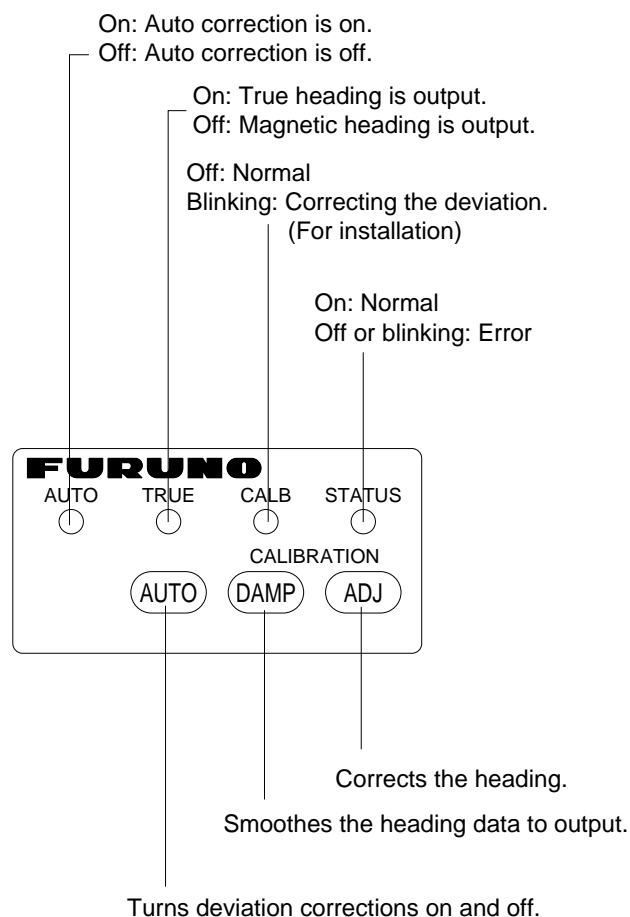 On: Auto correction is on.
Off: Auto correction is off.
On: True heading is output.
Off: Magnetic heading is output.
Off: Normal
Blinking: Correcting the deviation.
(For installation)
On: Normal
Off or blinking: Error
FURUNO
AUTO TRUE CALB STATUS
CALIBRATION
AUTO DAMP ADJ
Corrects the heading.
Smoothes the heading data to output.
Turns deviation corrections on and off.